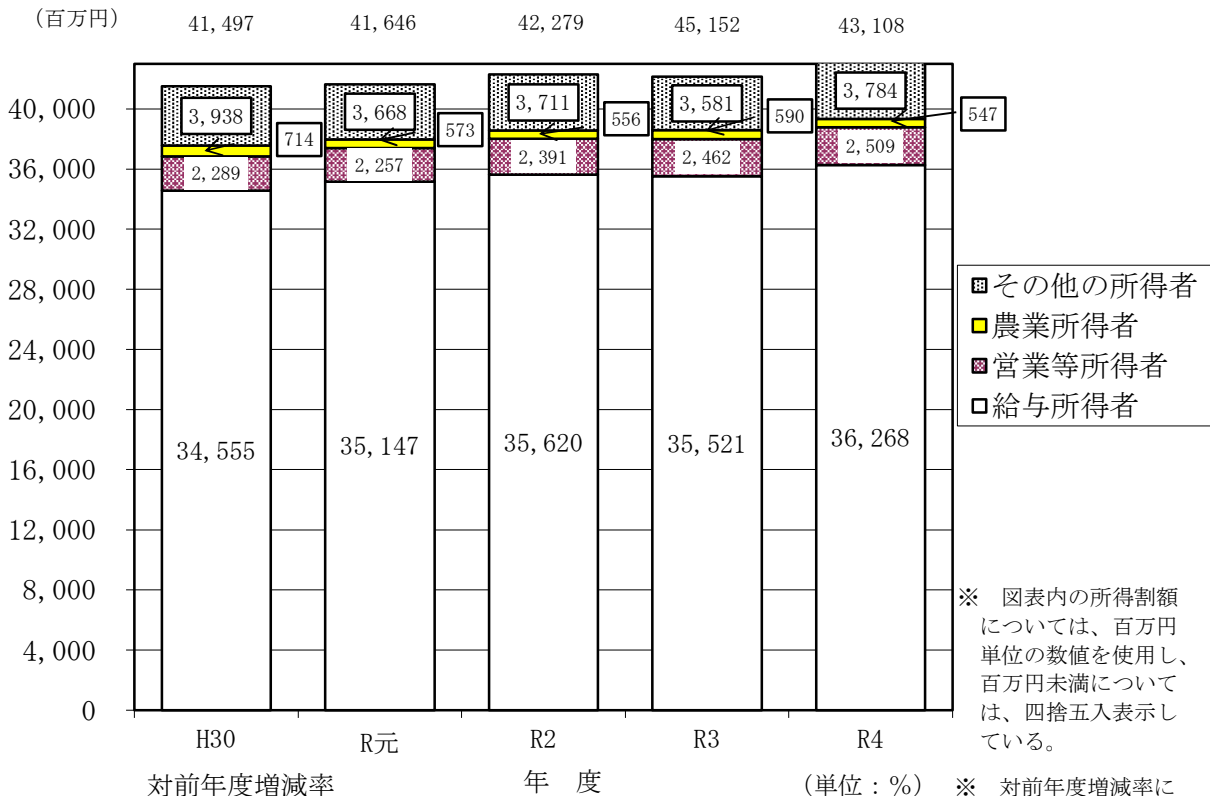 (百万円)
41,497 41,646 42,279 45,152 43,108
40,000
36,000
32,000
28,000
24,000
20,000
16,000
12,000
8,000
4,000
0
3,938 3,668 3,711 3,581 3,784
714 573 556 590 547
2,289 2,257 2,391 2,462 2,509
34,555 35,147 35,620 35,521 36,268
その他の所得者
農業所得者
営業等所得者
給与所得者
H30 R元 R2 R3 R4
対前年度増減率 年 度 (単位:%)
※ 図表内の所得割額
については、百万円
単位の数値を使用し、
百万円未満について
は、四捨五入表示し
ている。
※ 対前年度増減率に